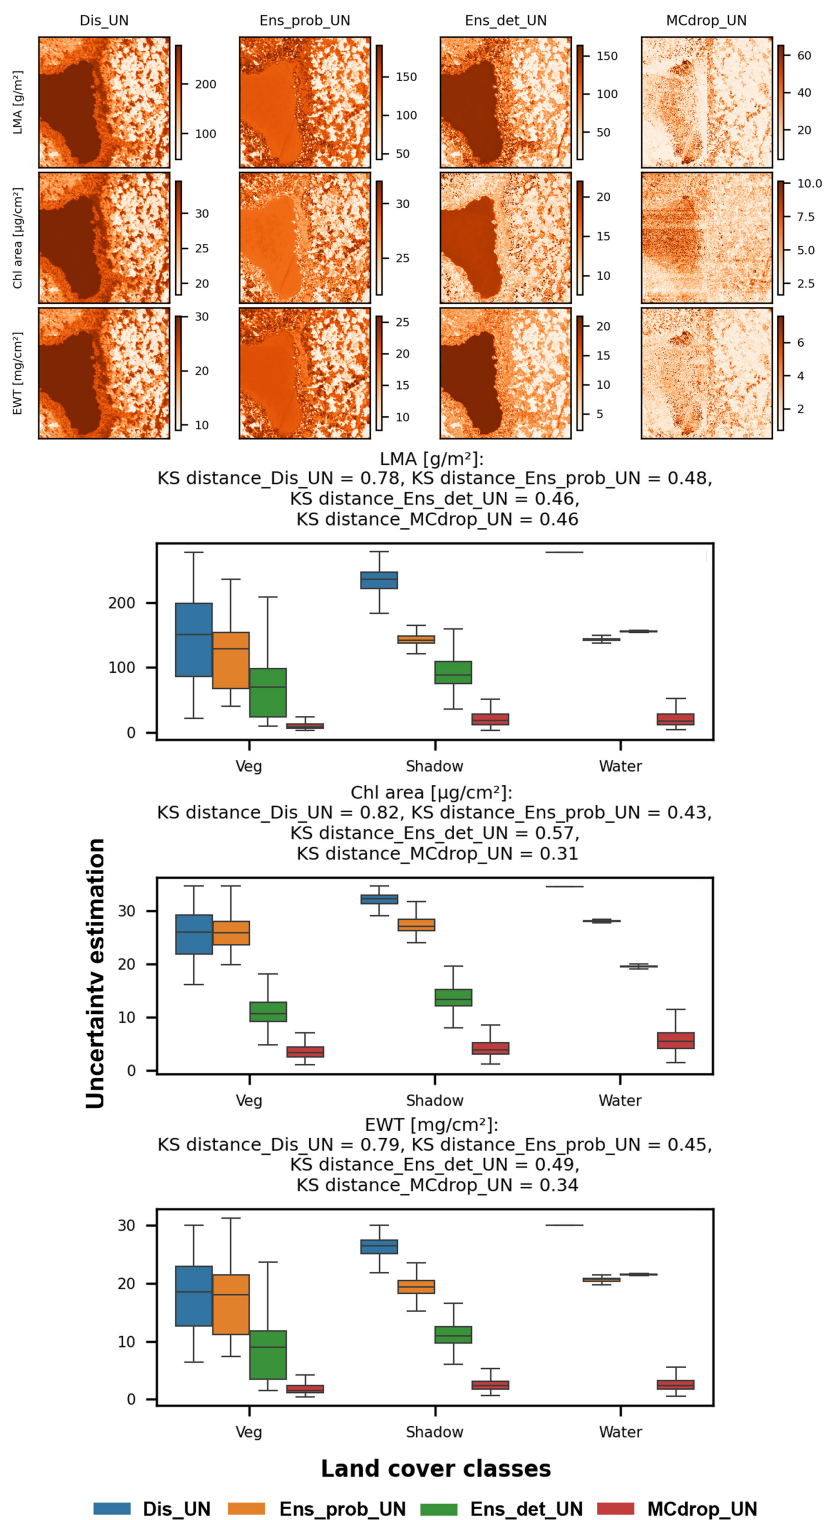 Dis_UN Ens_prob_UN Ens_det_UN MCdrop_UN
LMA [g/m²]
200
100
150
100
50
150
100
50
60
40
20
Chl area [µg/cm²]
30
25
20
30
25
20
15
10
10.0
7.5
5.0
2.5
EWT [mg/cm²]
30
20
10
25
20
15
10
20
15
10
5
6
4
2
LMA [g/m²]:
KS distance_Dis_UN = 0.78, KS distance_Ens_prob_UN = 0.48,
KS distance_Ens_det_UN = 0.46,
KS distance_MCdrop_UN = 0.46
200
100
0
Veg Shadow Water
Chl area [µg/cm²]:
KS distance_Dis_UN = 0.82, KS distance_Ens_prob_UN = 0.43,
KS distance_Ens_det_UN = 0.57,
KS distance_MCdrop_UN = 0.31
30
20
10
0
Veg Shadow Water
EWT [mg/cm²]:
KS distance_Dis_UN = 0.79, KS distance_Ens_prob_UN = 0.45,
KS distance_Ens_det_UN = 0.49,
KS distance_MCdrop_UN = 0.34
30
20
10
0
Veg Shadow Water
Uncertainty estimation
Land cover classes
Dis_UN Ens_prob_UN Ens_det_UN MCdrop_UN